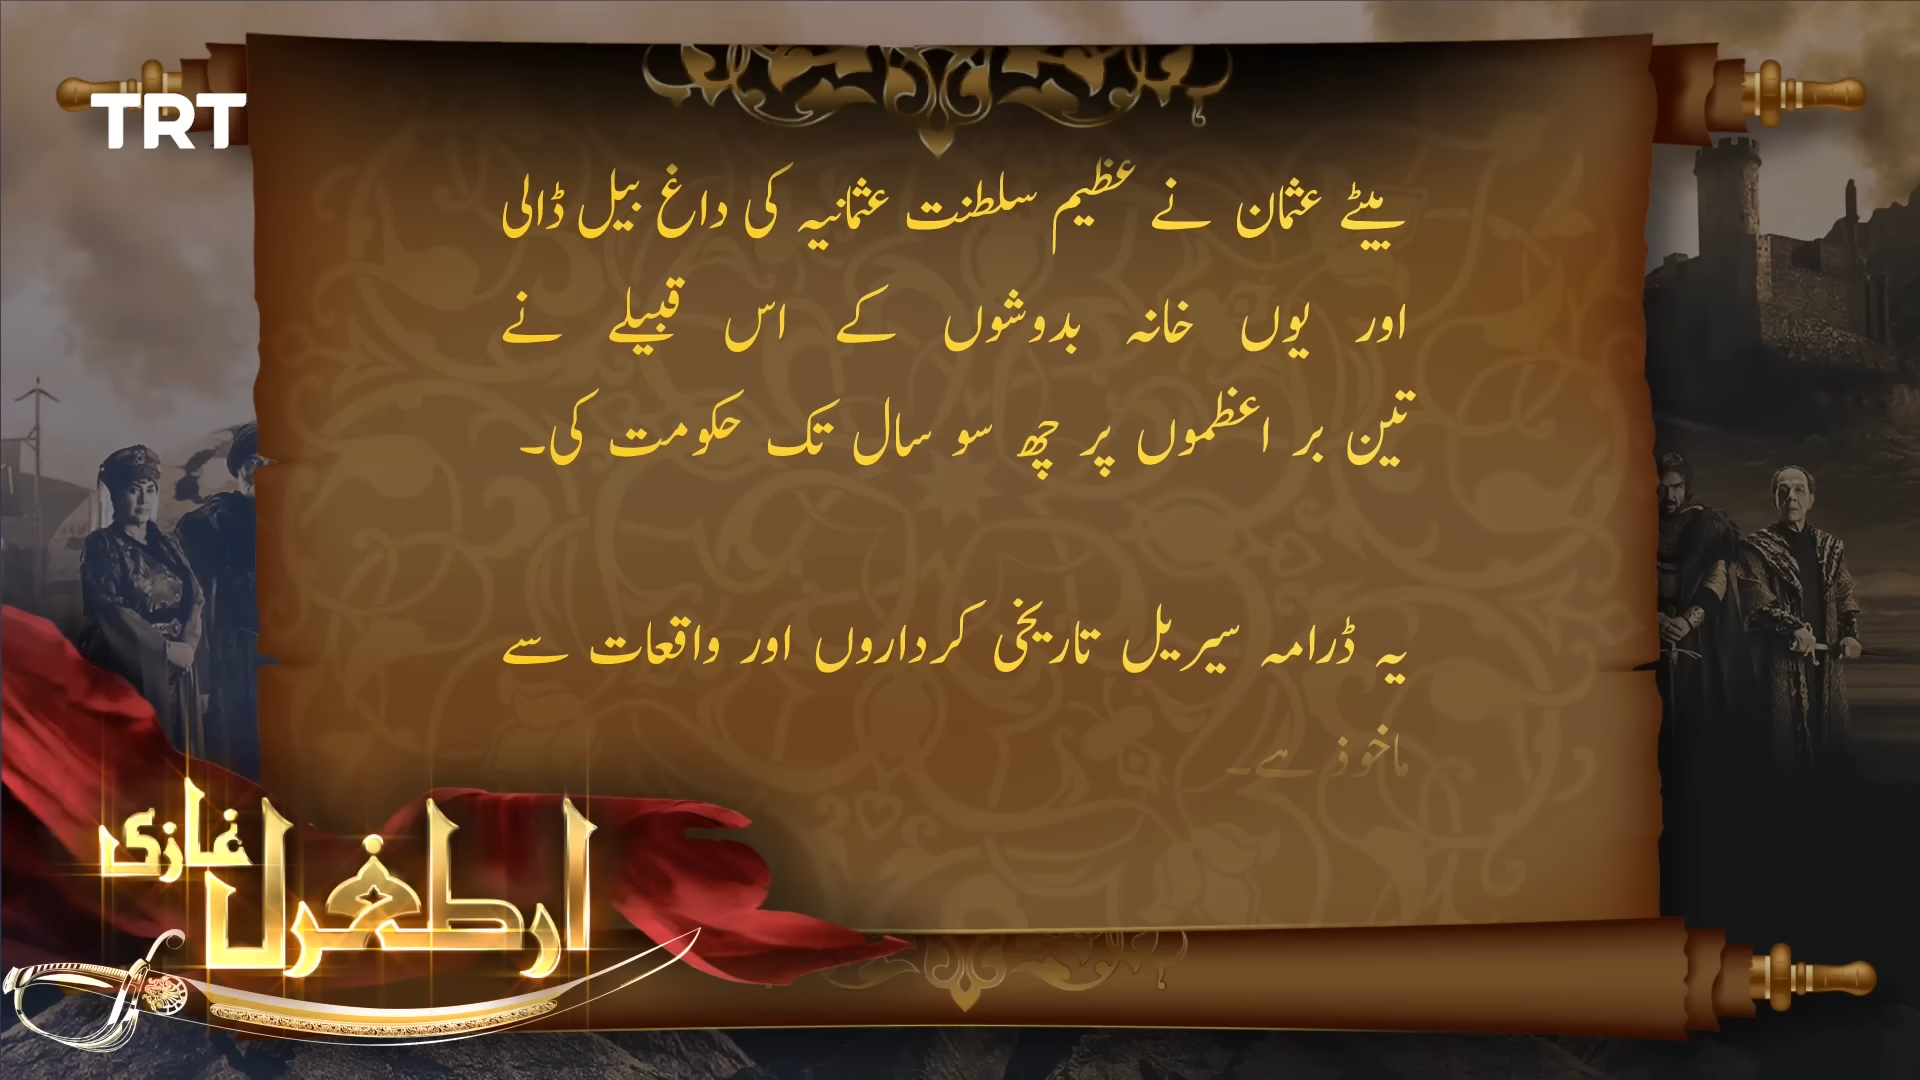 TRT
بیٹے عثمان نے عظیم سلطنت عثمانیہ کی داغ بیل ڈالی
اور یوں خانہ بدوشوں کے اس قبیلے نے
تین بر اعظموں پر چھ سو سال تک حکومت کی۔
یہ ڈرامہ سیریل تاریخی کرداروں اور واقعات سے
ماخوذ ہے۔
ارطغرل غازی